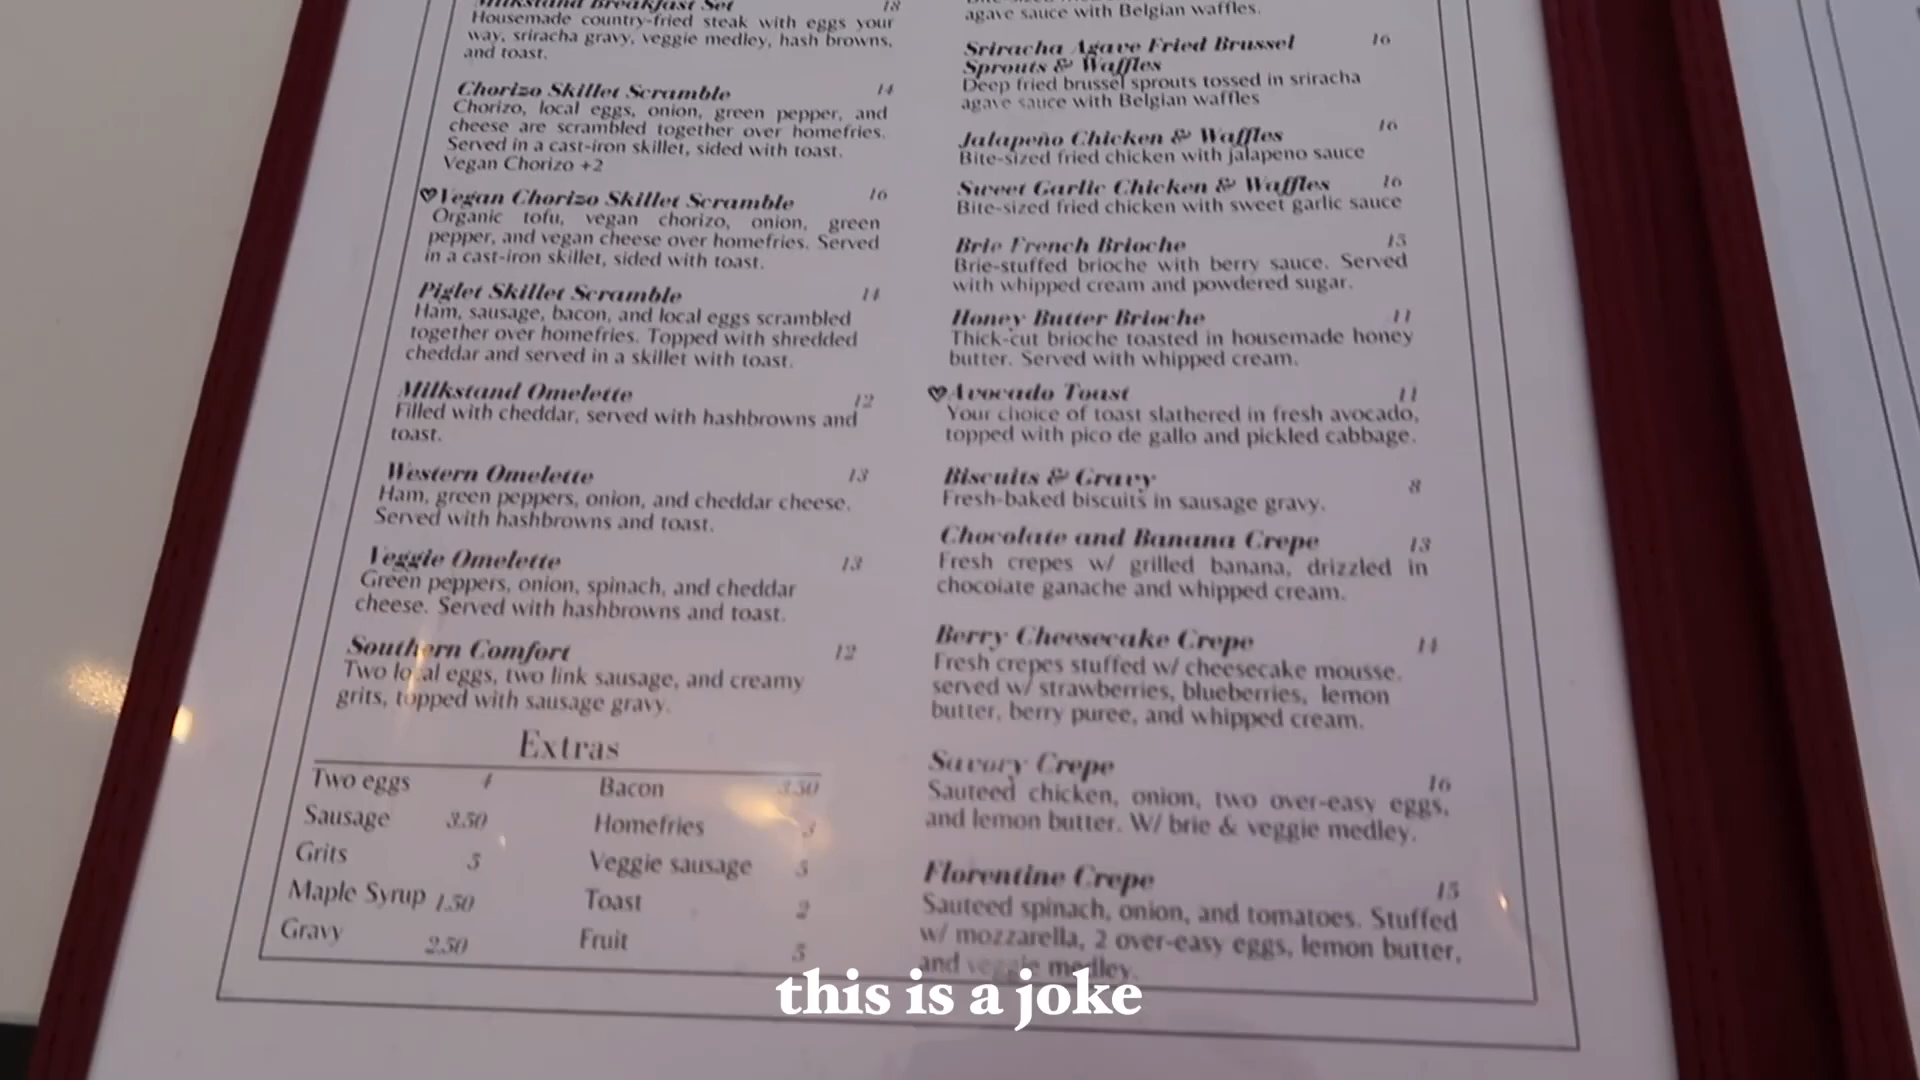 Milkstand Breakfast Set 18
Housemade country-fried steak with eggs your
way, sriracha gravy, veggie medley, hash browns,
and toast.
Chorizo Skillet Scramble 14
Chorizo, local eggs, onion, green pepper, and
cheese are scrambled together over homefries.
Served in a cast-iron skillet, sided with toast.
Vegan Chorizo +2
Vegan Chorizo Skillet Scramble 16
Organic tofu, vegan chorizo, onion, green
pepper, and vegan cheese over homefries. Served
in a cast-iron skillet, sided with toast.
Piglet Skillet Scramble 14
Ham, sausage, bacon, and local eggs scrambled
together over homefries. Topped with shredded
cheddar and served in a skillet with toast.
Milkstand Omelette 12
Filled with cheddar, served with hashbrowns and
toast.
Western Omelette 13
Ham, green peppers, onion, and cheddar cheese.
Served with hashbrowns and toast.
Veggie Omelette 13
Green peppers, onion, spinach, and cheddar
cheese. Served with hashbrowns and toast.
Southern Comfort 12
Two local eggs, two link sausage, and creamy
grits, topped with sausage gravy.
Extras
Two eggs 4 Bacon 3.50
Sausage 3.50 Homefries 3
Grits 5 Veggie sausage 5
Maple Syrup 1.50 Toast 2
Gravy 2.50 Fruit 5
agave sauce with Belgian waffles.
Sriracha Agave Fried Brussel 16
Sprouts & Waffles
Deep fried brussel sprouts tossed in sriracha
agave sauce with Belgian waffles
Jalapeño Chicken & Waffles 16
Bite-sized fried chicken with jalapeno sauce
Sweet Garlic Chicken & Waffles 16
Bite-sized fried chicken with sweet garlic sauce
Brie French Brioche 15
Brie-stuffed brioche with berry sauce. Served
with whipped cream and powdered sugar.
Honey Butter Brioche 11
Thick-cut brioche toasted in housemade honey
butter. Served with whipped cream.
Avocado Toast 11
Your choice of toast slathered in fresh avocado,
topped with pico de gallo and pickled cabbage.
Biscuits & Gravy 8
Fresh-baked biscuits in sausage gravy.
Chocolate and Banana Crepe 13
Fresh crepes w/ grilled banana, drizzled in
chocolate ganache and whipped cream.
Berry Cheesecake Crepe 14
Fresh crepes stuffed w/ cheesecake mousse.
served w/ strawberries, blueberries, lemon
butter, berry puree, and whipped cream.
Savory Crepe 16
Sauteed chicken, onion, two over-easy eggs,
and lemon butter. W/ brie & veggie medley.
Florentine Crepe 15
Sauteed spinach, onion, and tomatoes. Stuffed
w/ mozzarella, 2 over-easy eggs, lemon butter,
and veggie medley.
this is a joke